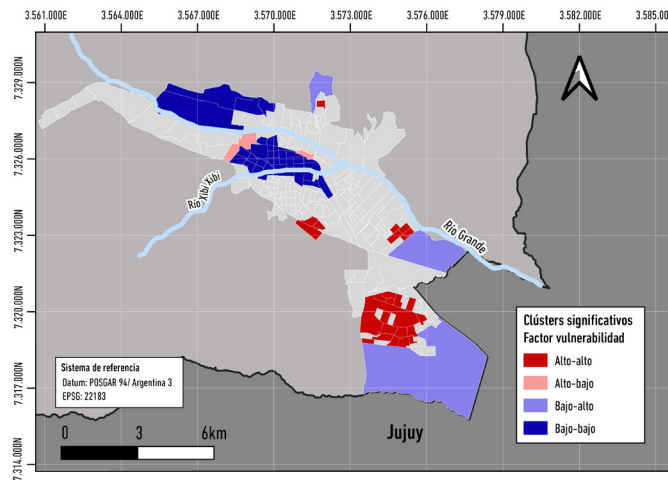 3.561.000E 3.564.000E 3.567.000E 3.570.000E 3.573.000E 3.576.000E 3.579.000E 3.582.000E 3.585.000E
7.329.000N
7.326.000N
7.323.000N
7.320.000N
7.317.000N
7.314.000N
Río Xibi Xibi
Río Grande
Sistema de referencia
Datum: POSGAR 94/ Argentina 3
EPSG: 22183
0 3 6km
Jujuy
Clústers significativos
Factor vulnerabilidad
Alto-alto
Alto-bajo
Bajo-alto
Bajo-bajo